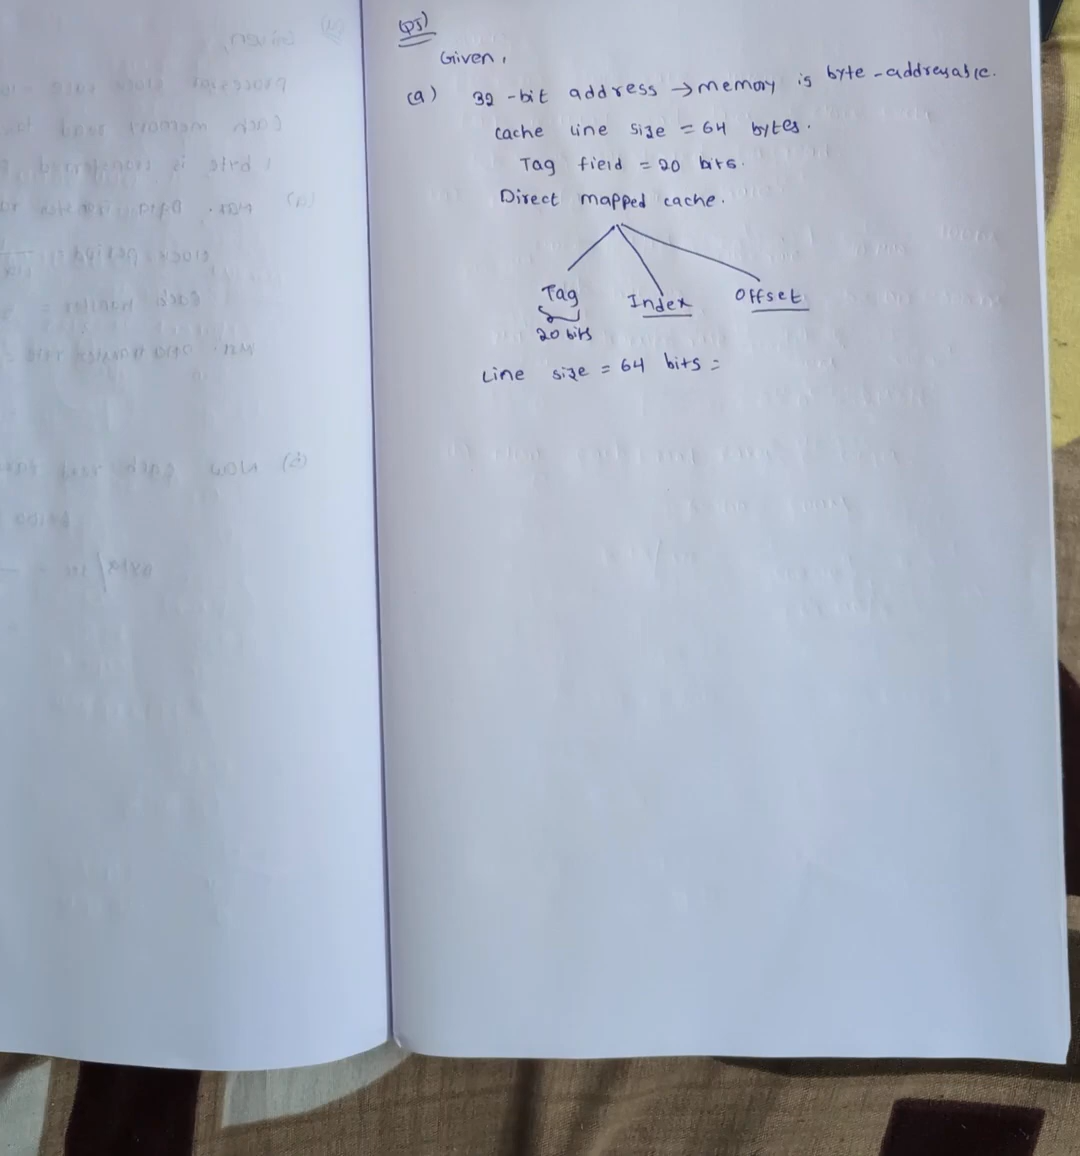 Q5)
Given,
(a) 32-bit address → memory is byte-addressable.
Cache line size = 64 bytes.
Tag field = 20 bits.
Direct mapped cache.
Tag Index Offset
20 bits
Line size = 64 bits =